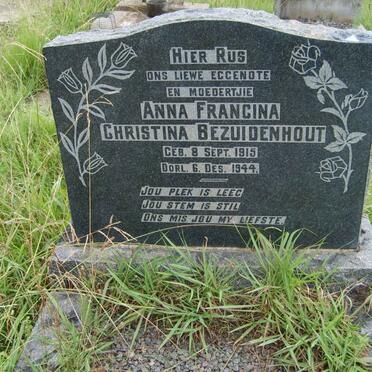 HIER RUS
ONS LIEWE EGGENOTE
EN MOEDERTJIE
ANNA FRANCINA
CHRISTINA BEZUIDENHOUT
GEB. 8 SEPT. 1915
OORL. 6. DES. 1944.
JOU PLEK IS LEEG
JOU STEM IS STIL
ONS MIS JOU MY LIEFSTE.